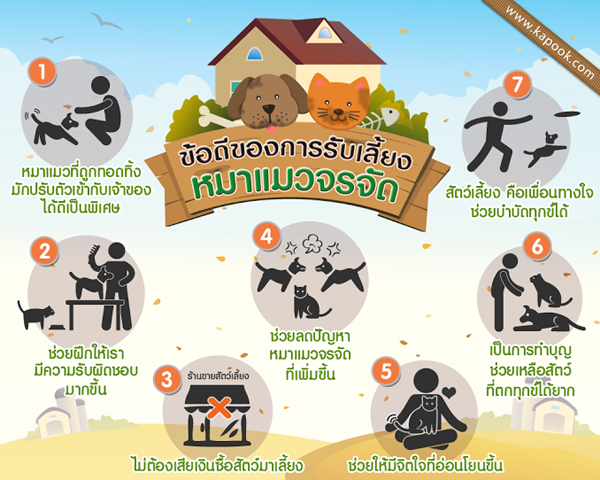 www.kapook.com
ข้อดีของการรับเลี้ยง
หมาแมวจรจัด
1
หมาแมวที่ถูกทอดทิ้ง
มักปรับตัวเข้ากับเจ้าของ
ได้ดีเป็นพิเศษ
2
ช่วยฝึกให้เรา
มีความรับผิดชอบ
มากขึ้น
3
ร้านขายสัตว์เลี้ยง
ไม่ต้องเสียเงินซื้อสัตว์มาเลี้ยง
4
ช่วยลดปัญหา
หมาแมวจรจัด
ที่เพิ่มขึ้น
5
ช่วยให้มีจิตใจที่อ่อนโยนขึ้น
6
เป็นการทำบุญ
ช่วยเหลือสัตว์
ที่ตกทุกข์ได้ยาก
7
สัตว์เลี้ยง คือเพื่อนทางใจ
ช่วยบำบัดทุกข์ได้